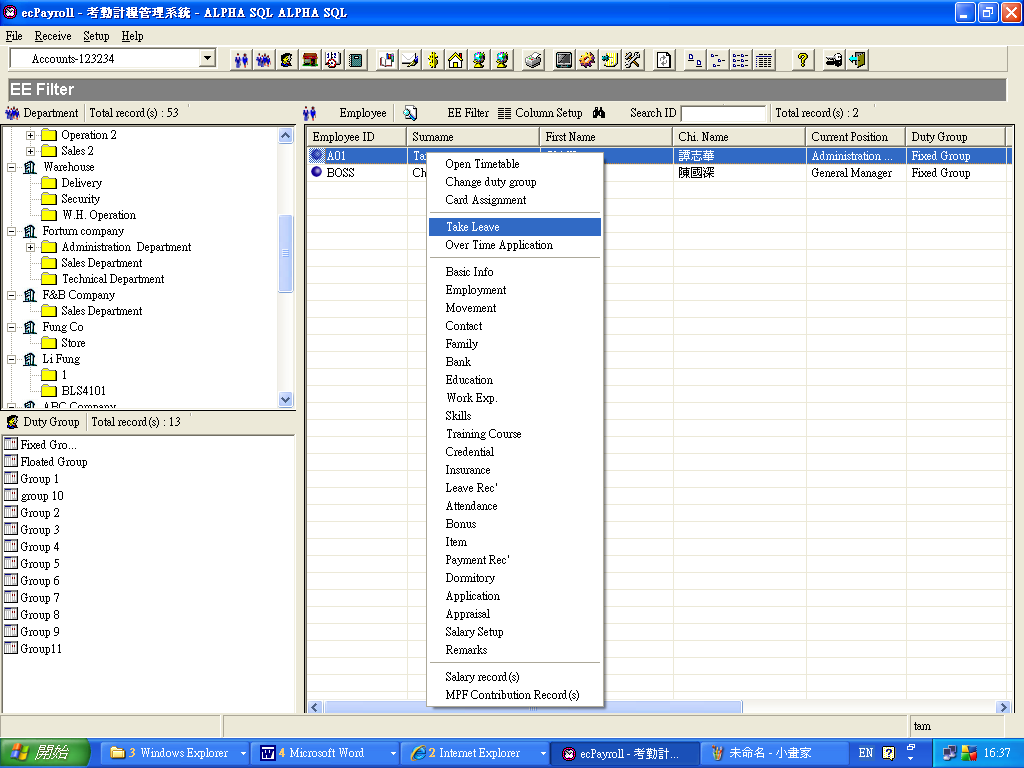 ecPayroll - 考勤計糧管理系統 - ALPHA SQL ALPHA SQL
File Receive Setup Help
Accounts-123234
EE Filter
Department Total record(s) : 53
Employee EE Filter Column Setup Search ID Total record(s) : 2
Operation 2
Sales 2
Warehouse
Delivery
Security
W.H. Operation
Forturn company
Administration Department
Sales Department
Technical Department
F&B Company
Sales Department
Fung Co
Store
Li Fung
1
BLS4101
ABC Company
Duty Group Total record(s) : 13
Fixed Gro...
Floated Group
Group 1
group 10
Group 2
Group 3
Group 4
Group 5
Group 6
Group 7
Group 8
Group 9
Group11
Employee ID Surname First Name Chi. Name Current Position Duty Group
A01 譚志華 Administration ... Fixed Group
BOSS 陳國深 General Manager Fixed Group
Open Timetable
Change duty group
Card Assignment
Take Leave
Over Time Application
Basic Info
Employment
Movement
Contact
Family
Bank
Education
Work Exp.
Skills
Training Course
Credential
Insurance
Leave Rec'
Attendance
Bonus
Item
Payment Rec'
Dormitory
Application
Appraisal
Salary Setup
Remarks
Salary record(s)
MPF Contribution Record(s)
tam
開始 3 Windows Explorer 4 Microsoft Word 2 Internet Explorer ecPayroll - 考勤計... 未命名 - 小畫家 EN 16:37